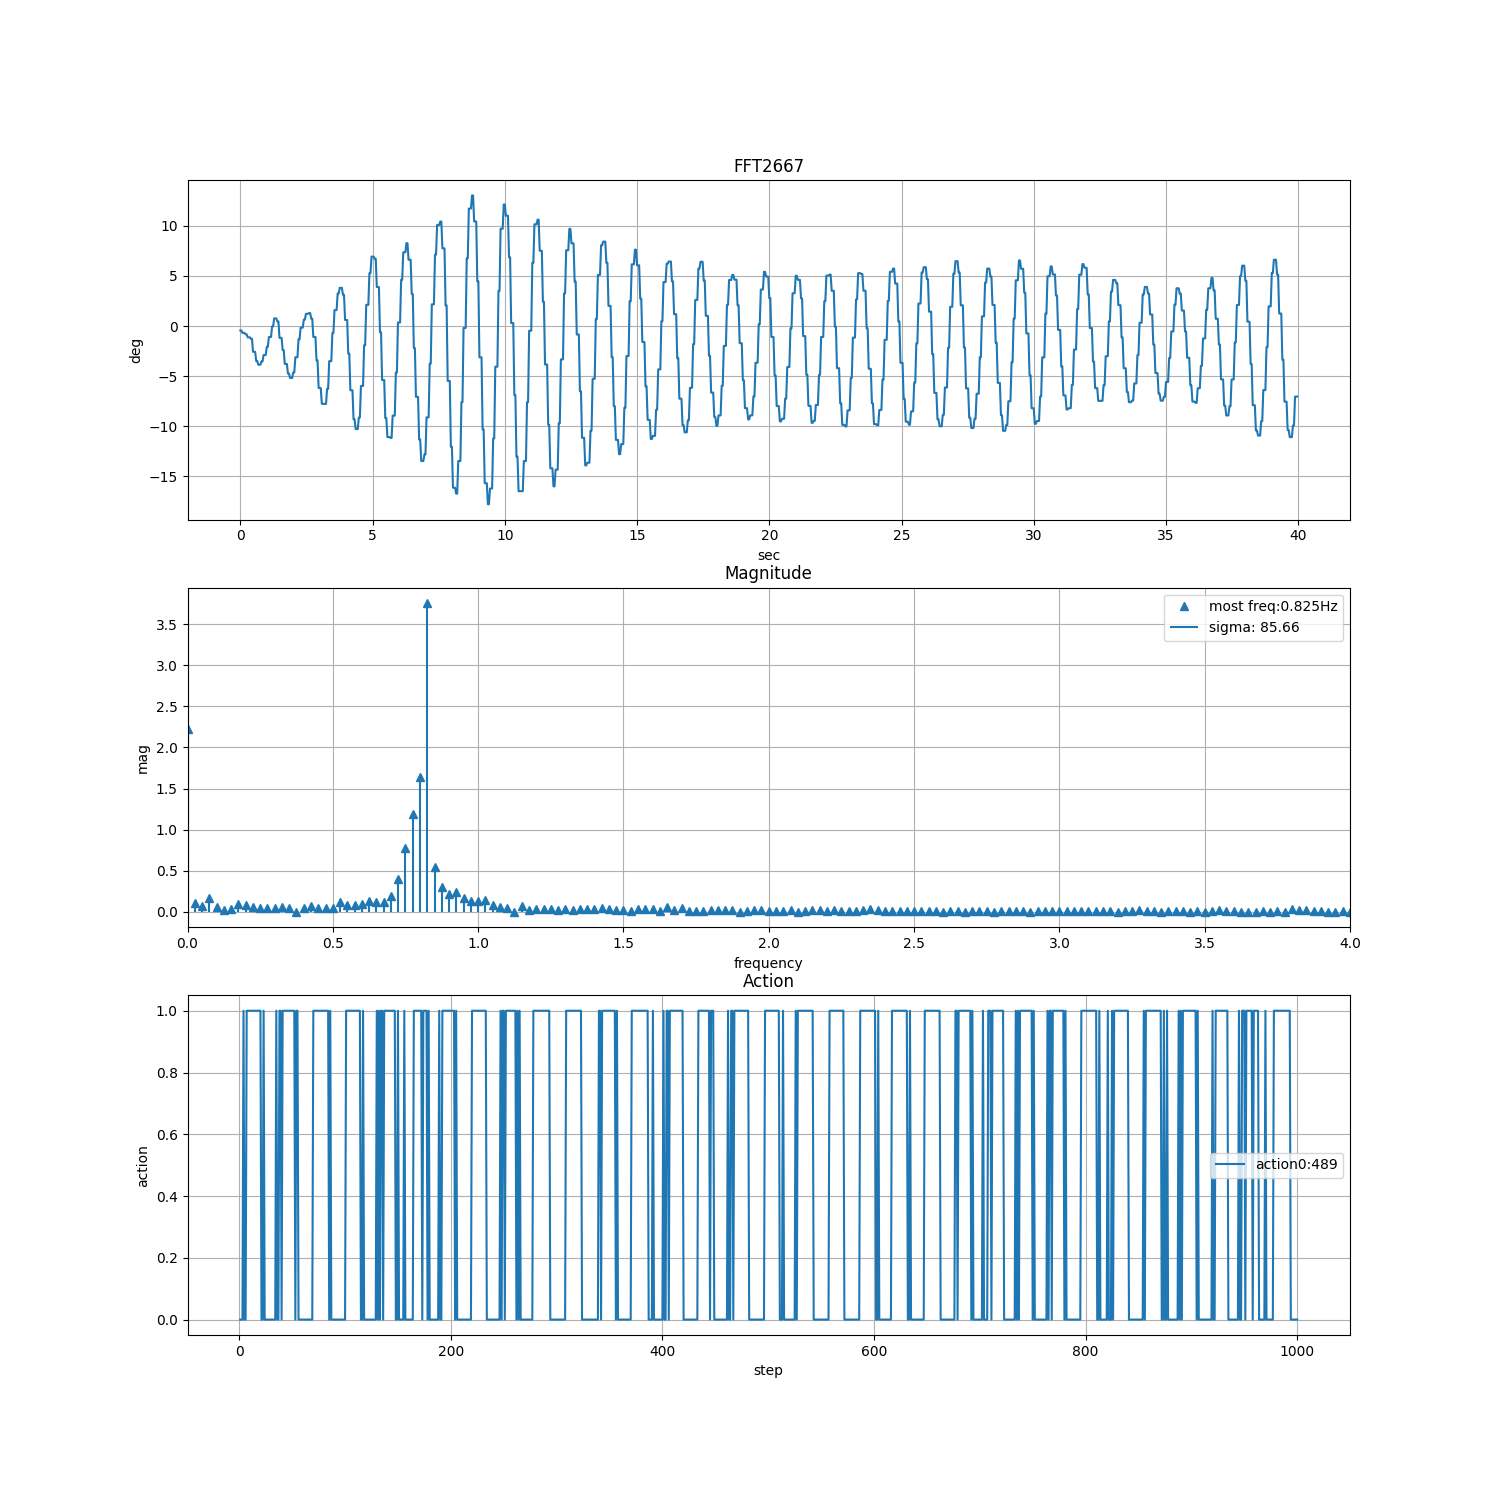 FFT2667
10
5
0
−5
−10
−15
deg
0 5 10 15 20 25 30 35 40
sec
Magnitude
most freq:0.825Hz
sigma: 85.66
3.5
3.0
2.5
2.0
1.5
1.0
0.5
0.0
mag
0.0 0.5 1.0 1.5 2.0 2.5 3.0 3.5 4.0
frequency
Action
1.0
0.8
0.6
0.4
0.2
0.0
action
action0:489
0 200 400 600 800 1000
step